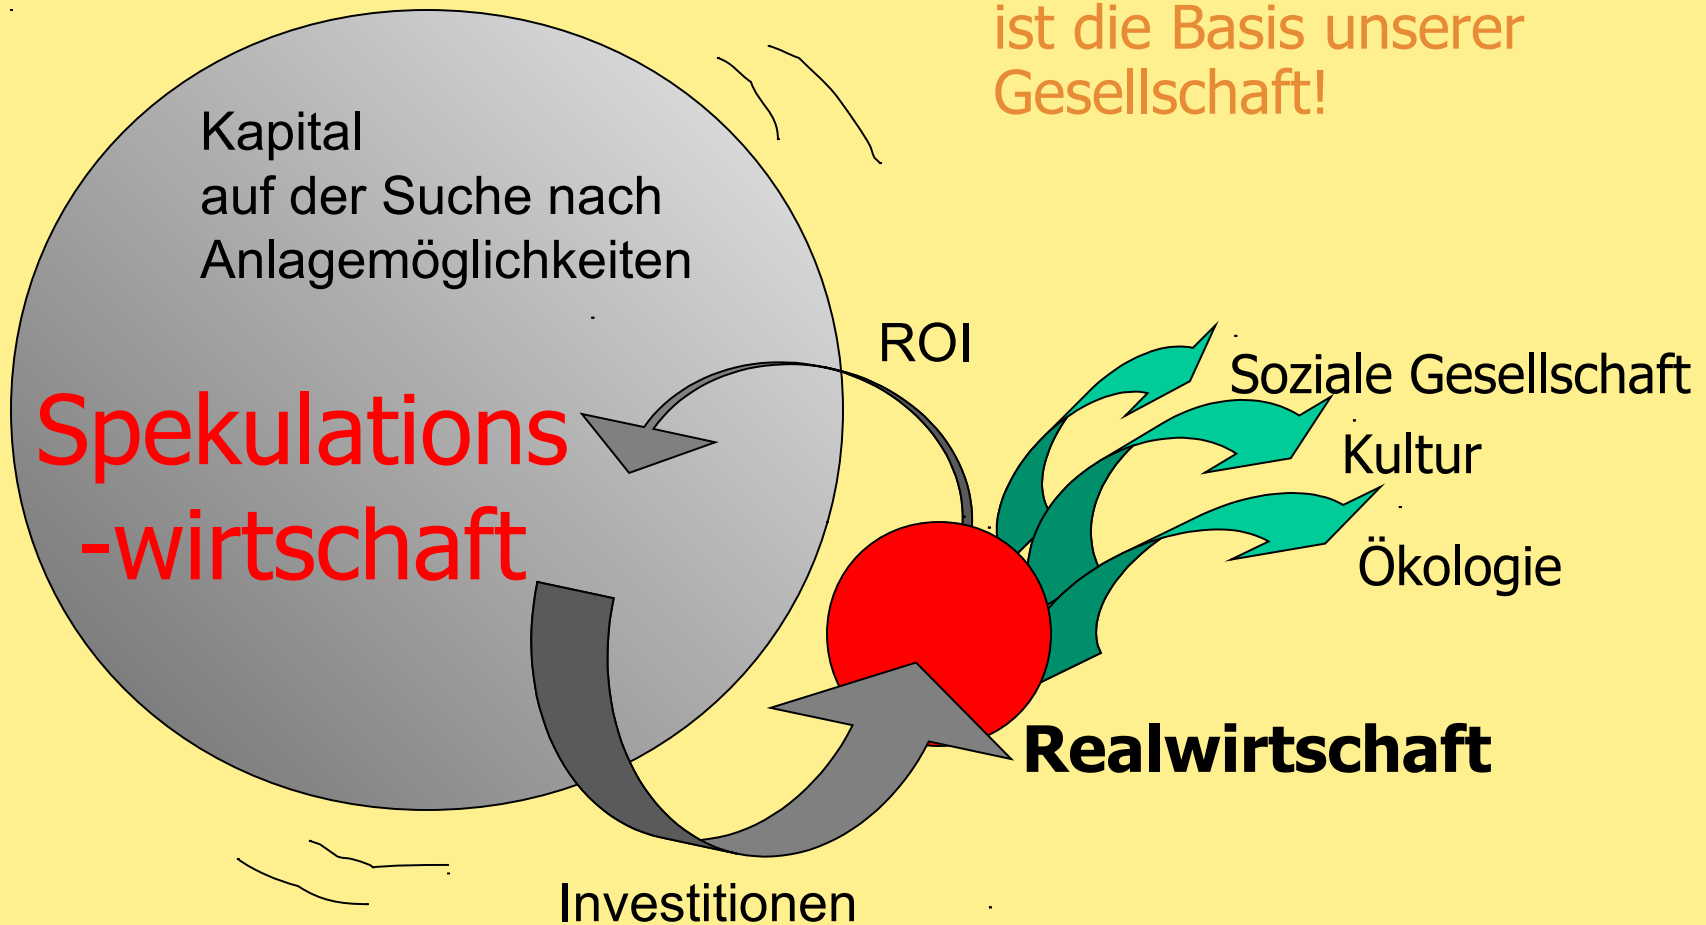 ist die Basis unserer
Gesellschaft!
Kapital
auf der Suche nach
Anlagemöglichkeiten
ROI
Soziale Gesellschaft
Spekulations
-wirtschaft
Kultur
Ökologie
Realwirtschaft
Investitionen